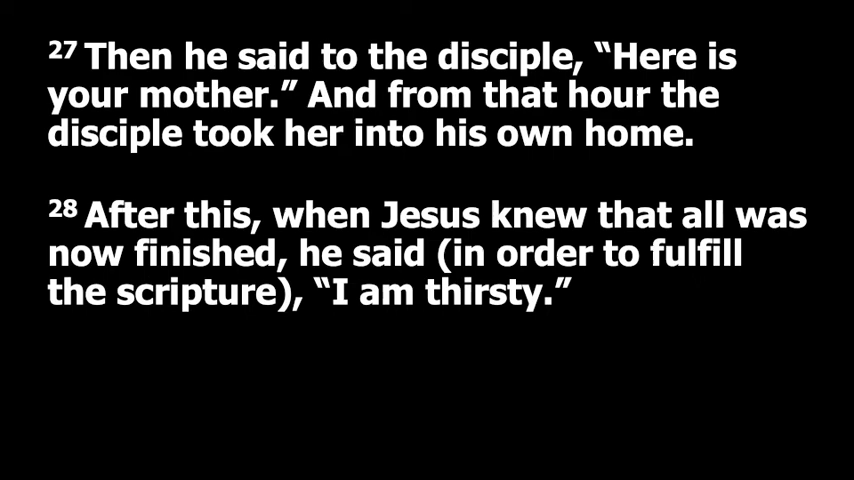 27 Then he said to the disciple, “Here is
your mother.” And from that hour the
disciple took her into his own home.
28 After this, when Jesus knew that all was
now finished, he said (in order to fulfill
the scripture), “I am thirsty.”